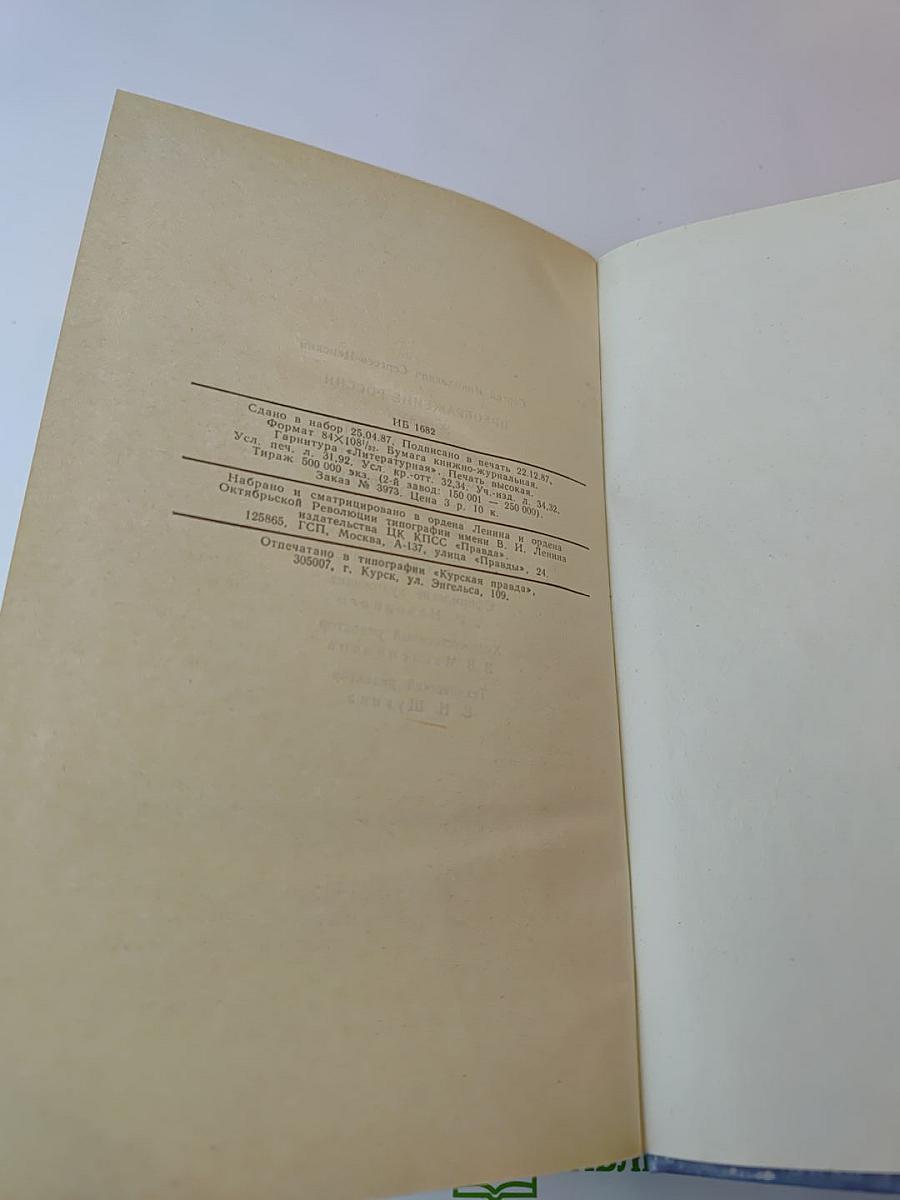 ИБ 1682
Сдано в набор 25.04.87. Подписано в печать 22.12.87.
Формат 84×108¹/₃₂. Бумага книжно-журнальная.
Гарнитура «Литературная». Печать высокая.
Усл. печ. л. 31,92. Усл. кр.-отт. 32,34. Уч.-изд. л. 34,32.
Тираж 500 000 экз. (2-й завод: 150 001 — 250 000).
Заказ № 3973. Цена 3 р. 10 к.
Набрано и сматрицировано в ордена Ленина и ордена
Октябрьской Революции типографии имени В. И. Ленина
издательства ЦК КПСС «Правда».
125865, ГСП, Москва, А-137, улица «Правды», 24.
Отпечатано в типографии «Курская правда»,
305007, г. Курск, ул. Энгельса, 109.